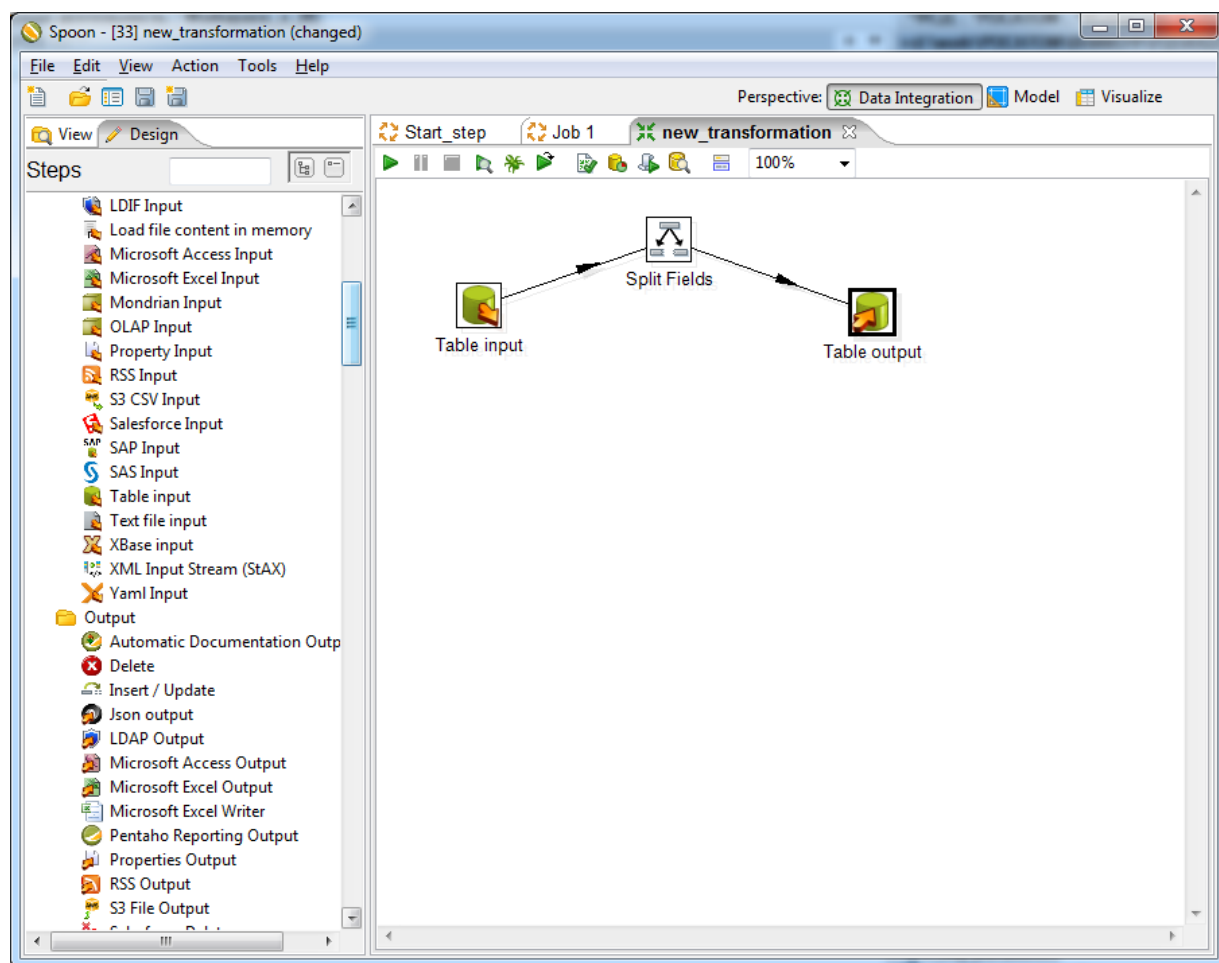 Spoon - [33] new_transformation (changed)
File Edit View Action Tools Help
Perspective: Data Integration Model Visualize
View Design
Start_step Job 1 new_transformation
Steps
100%
LDIF Input
Load file content in memory
Microsoft Access Input
Microsoft Excel Input
Mondrian Input
OLAP Input
Property Input
RSS Input
S3 CSV Input
Salesforce Input
SAP SAP Input
SAS Input
Table input
Text file input
XBase input
XML Input Stream (StAX)
Yaml Input
Output
Automatic Documentation Outp
Delete
Insert / Update
Json output
LDAP Output
Microsoft Access Output
Microsoft Excel Output
Microsoft Excel Writer
Pentaho Reporting Output
Properties Output
RSS Output
S3 File Output
Split Fields
Table input
Table output